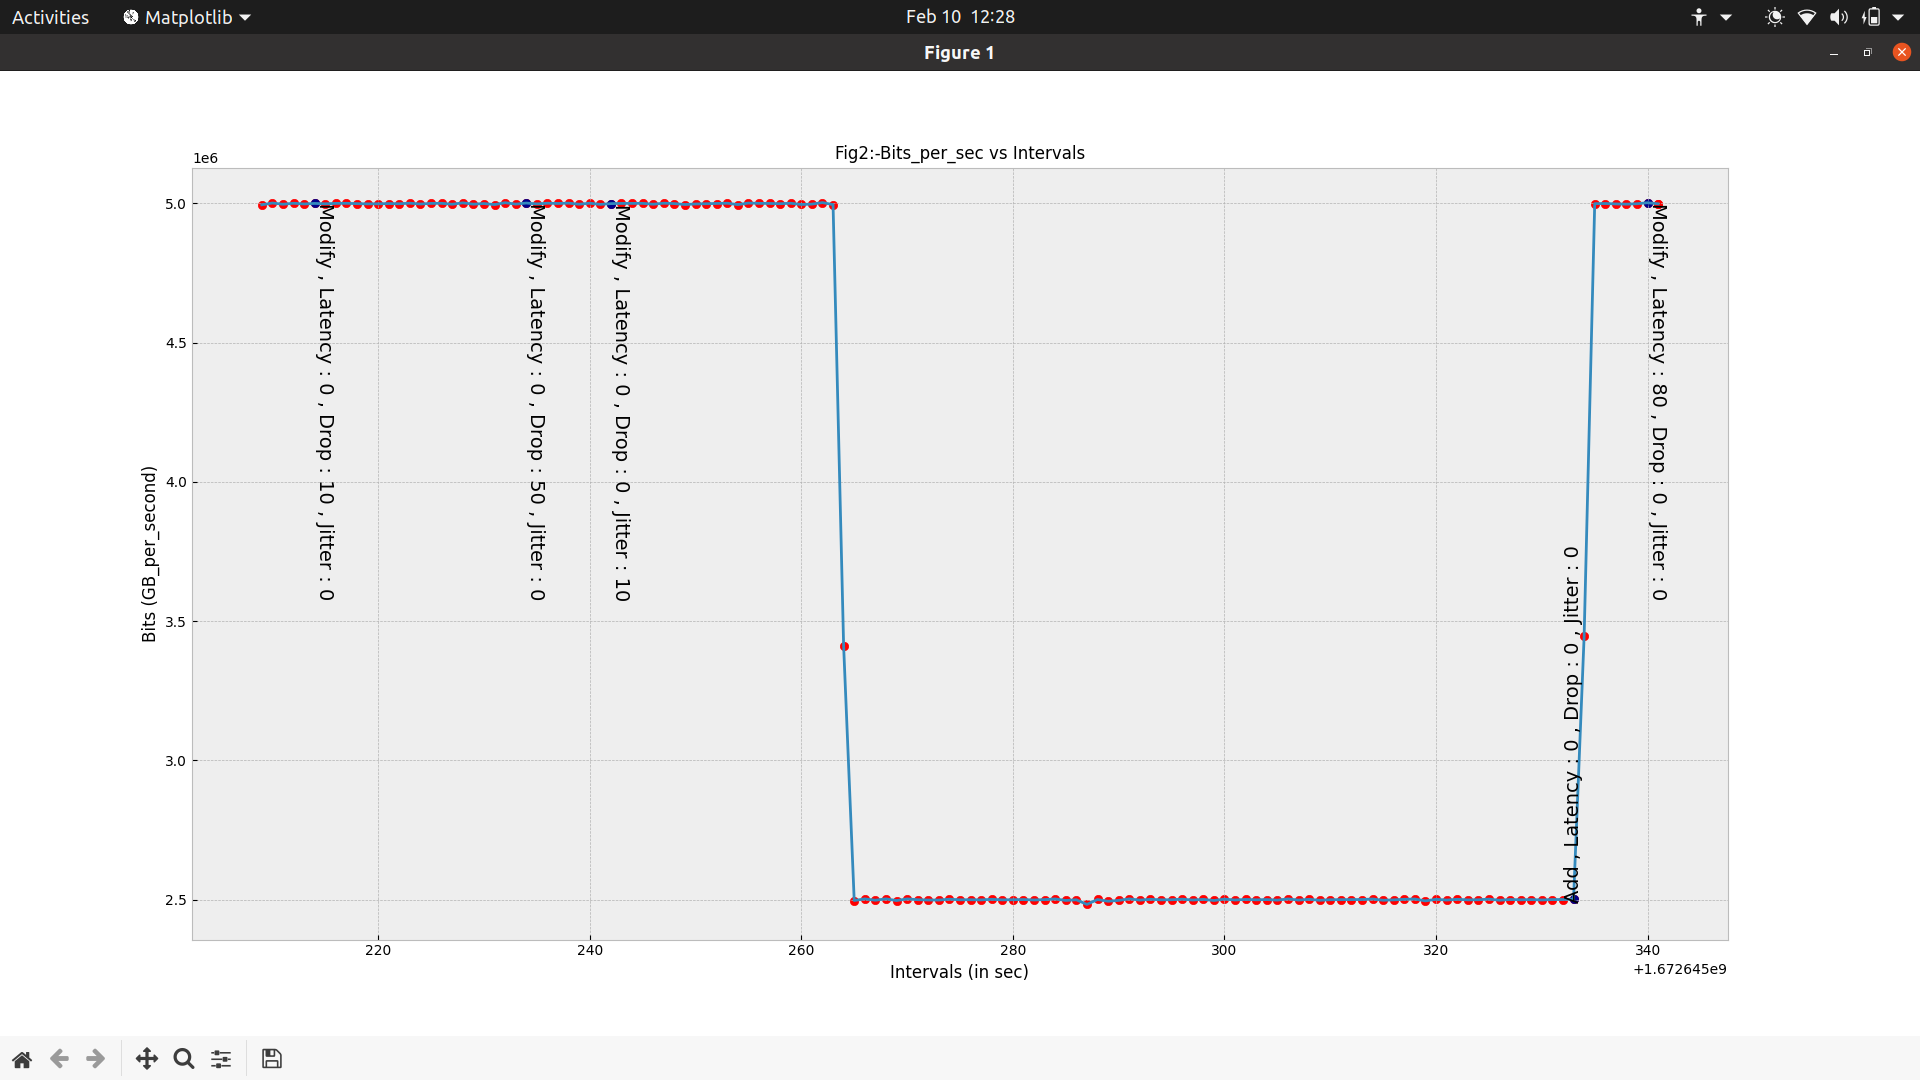 Activities
Matplotlib
Feb 10 12:28
Figure 1
Fig2:-Bits_per_sec vs Intervals
1e6
5.0
4.5
4.0
3.5
3.0
2.5
Bits (GB_per_second)
Modify , Latency : 0 , Drop : 10 , Jitter : 0
Modify , Latency : 0 , Drop : 50 , Jitter : 0
Modify , Latency : 0 , Drop : 0 , Jitter : 10
Add , Latency : 0 , Drop : 0 , Jitter : 0
Modify , Latency : 80 , Drop : 0 , Jitter : 0
220 240 260 280 300 320 340
Intervals (in sec)
+1.672645e9